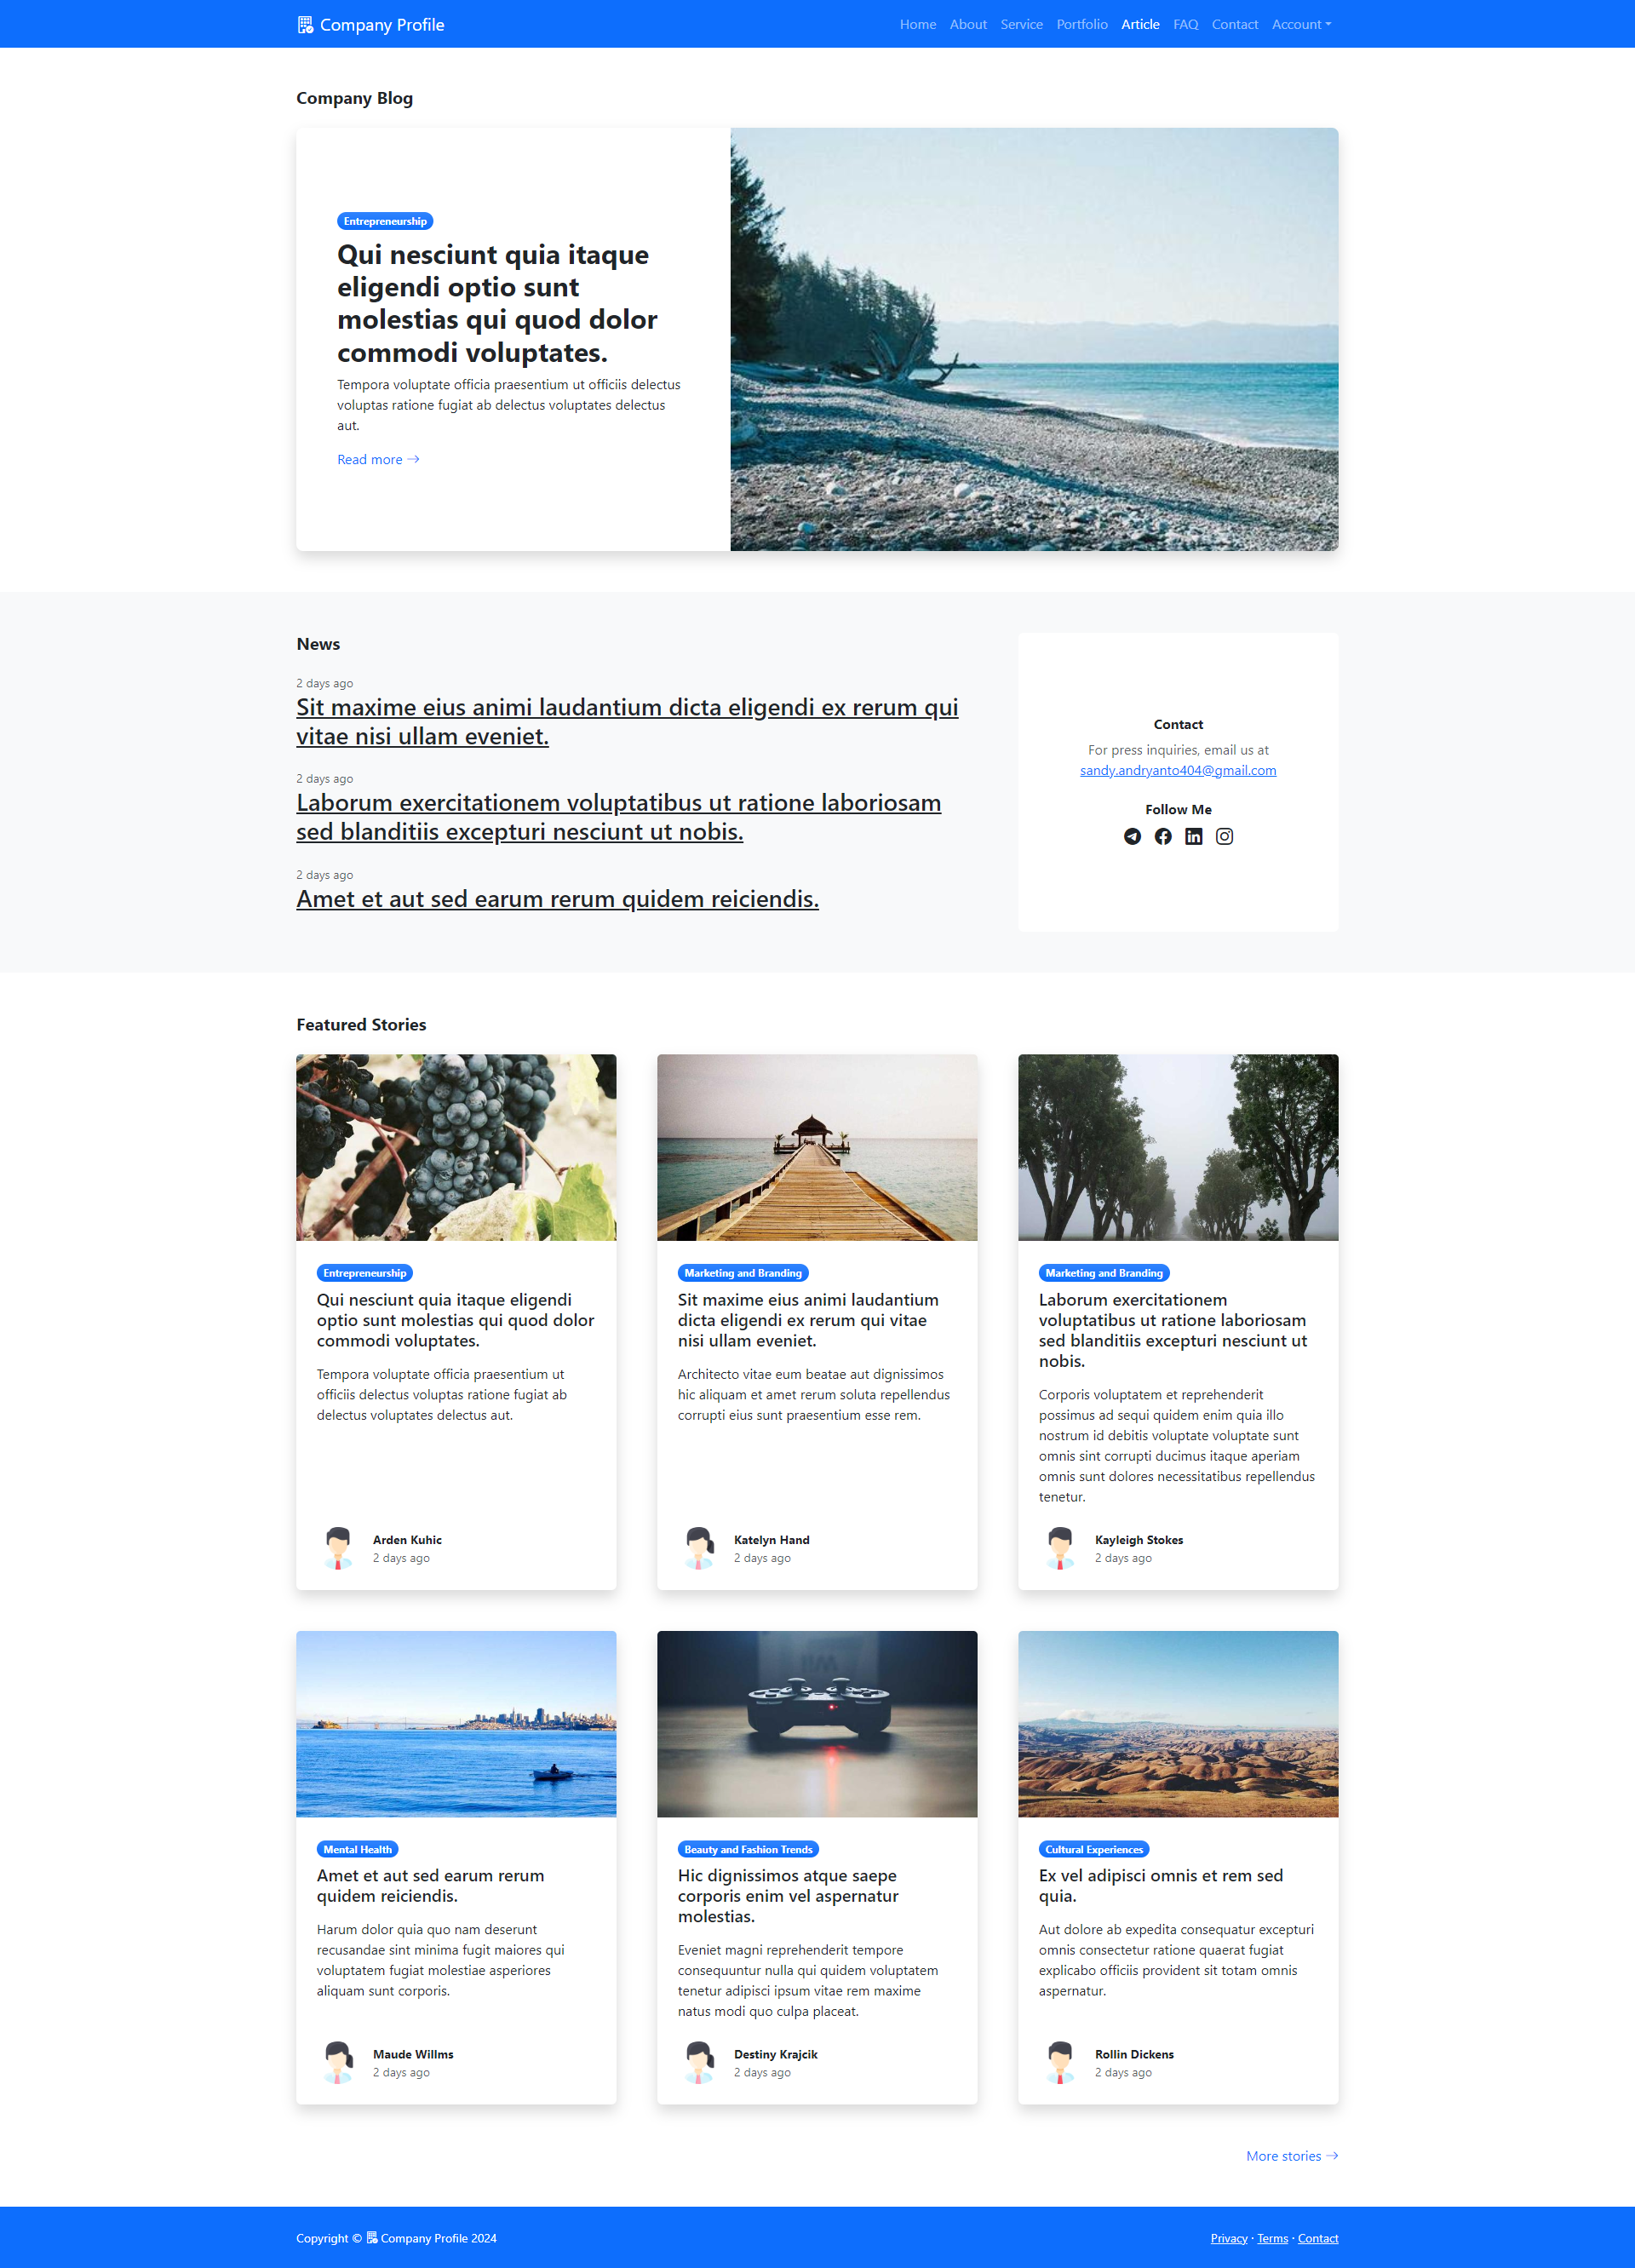 Company Profile
Home About Service Portfolio Article FAQ Contact Account
Company Blog
Entrepreneurship
Qui nesciunt quia itaque
eligendi optio sunt
molestias qui quod dolor
commodi voluptates.
Tempora voluptate officia praesentium ut officiis delectus
voluptas ratione fugiat ab delectus voluptates delectus
aut.
Read more →
News
2 days ago
Sit maxime eius animi laudantium dicta eligendi ex rerum qui
vitae nisi ullam eveniet.
2 days ago
Laborum exercitationem voluptatibus ut ratione laboriosam
sed blanditiis excepturi nesciunt ut nobis.
2 days ago
Amet et aut sed earum rerum quidem reiciendis.
Contact
For press inquiries, email us at
sandy.andryanto404@gmail.com
Follow Me
Featured Stories
Entrepreneurship
Qui nesciunt quia itaque eligendi
optio sunt molestias qui quod dolor
commodi voluptates.
Tempora voluptate officia praesentium ut
officiis delectus voluptas ratione fugiat ab
delectus voluptates delectus aut.
Arden Kuhic
2 days ago
Marketing and Branding
Sit maxime eius animi laudantium
dicta eligendi ex rerum qui vitae
nisi ullam eveniet.
Architecto vitae eum beatae aut dignissimos
hic aliquam et amet rerum soluta repellendus
corrupti eius sunt praesentium esse rem.
Katelyn Hand
2 days ago
Marketing and Branding
Laborum exercitationem
voluptatibus ut ratione laboriosam
sed blanditiis excepturi nesciunt ut
nobis.
Corporis voluptatem et reprehenderit
possimus ad sequi quidem enim quia illo
nostrum id debitis voluptate voluptate sunt
omnis sint corrupti ducimus itaque aperiam
omnis sunt dolores necessitatibus repellendus
tenetur.
Kayleigh Stokes
2 days ago
Mental Health
Amet et aut sed earum rerum
quidem reiciendis.
Harum dolor quia quo nam deserunt
recusandae sint minima fugit maiores qui
voluptatem fugiat molestiae asperiores
aliquam sunt corporis.
Maude Willms
2 days ago
Beauty and Fashion Trends
Hic dignissimos atque saepe
corporis enim vel aspernatur
molestias.
Eveniet magni reprehenderit tempore
consequuntur nulla qui quidem voluptatem
tenetur adipisci ipsum vitae rem maxime
natus modi quo culpa placeat.
Destiny Krajcik
2 days ago
Cultural Experiences
Ex vel adipisci omnis et rem sed
quia.
Aut dolore ab expedita consequatur excepturi
omnis consectetur ratione quaerat fugiat
explicabo officiis provident sit totam omnis
aspernatur.
Rollin Dickens
2 days ago
More stories →
Copyright © Company Profile 2024
Privacy · Terms · Contact